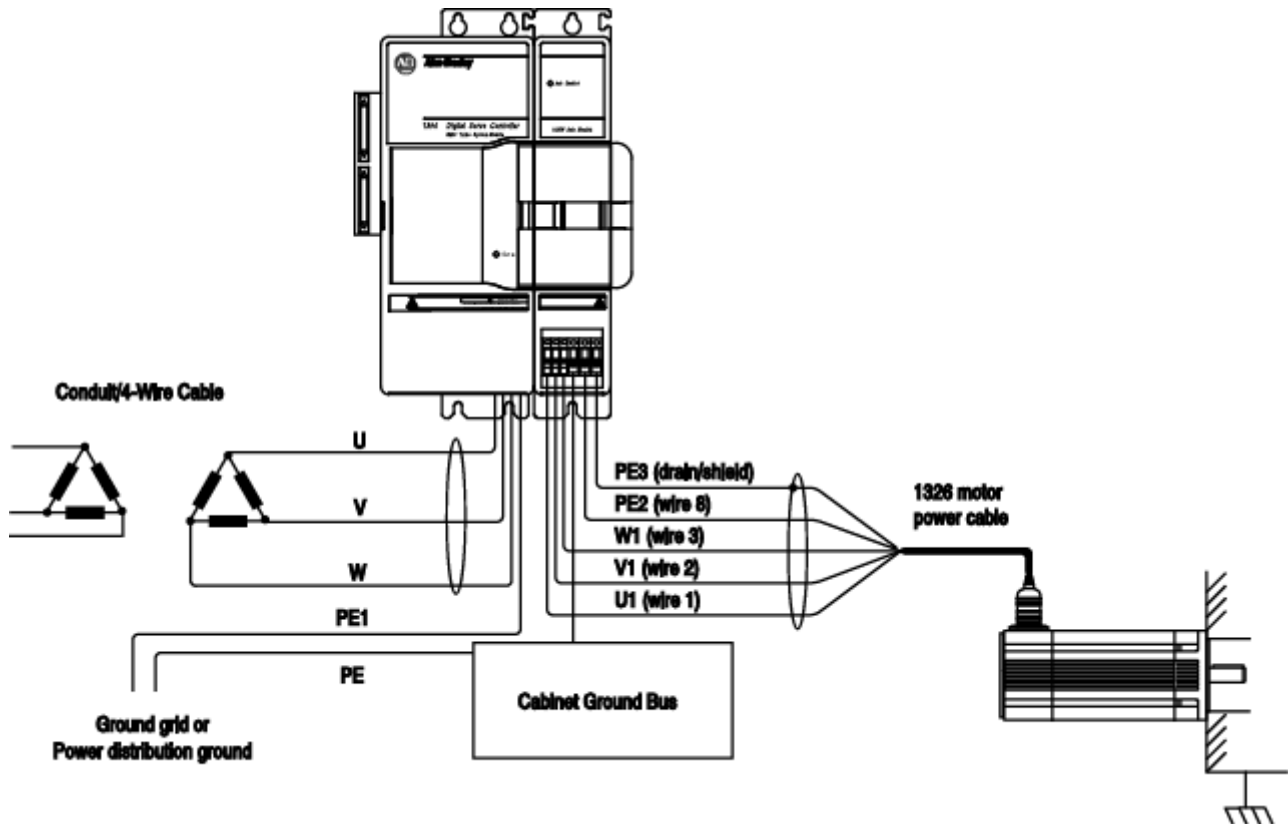 AB
Allen-Bradley
Digital Servo Controller
Conduit/4-Wire Cable
U
V
W
PE1
PE
PE3 (drain/shield)
PE2 (wire 8)
W1 (wire 3)
V1 (wire 2)
U1 (wire 1)
1326 motor
power cable
Cabinet Ground Bus
Ground grid or
Power distribution ground